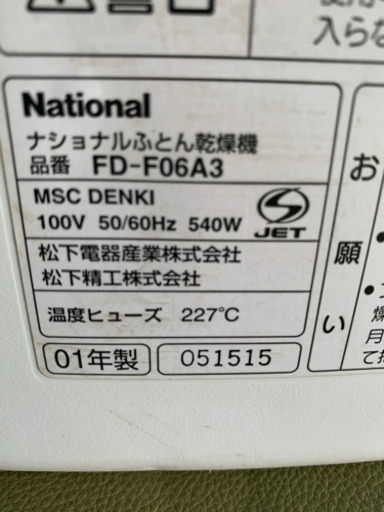 入らな
National
ナショナルふとん乾燥機
品番 FD-F06A3
MSC DENKI
100V 50/60Hz 540W
JET
松下電器産業株式会社
松下精工株式会社
温度ヒューズ 227℃
01年製 051515
お願い
燥
月